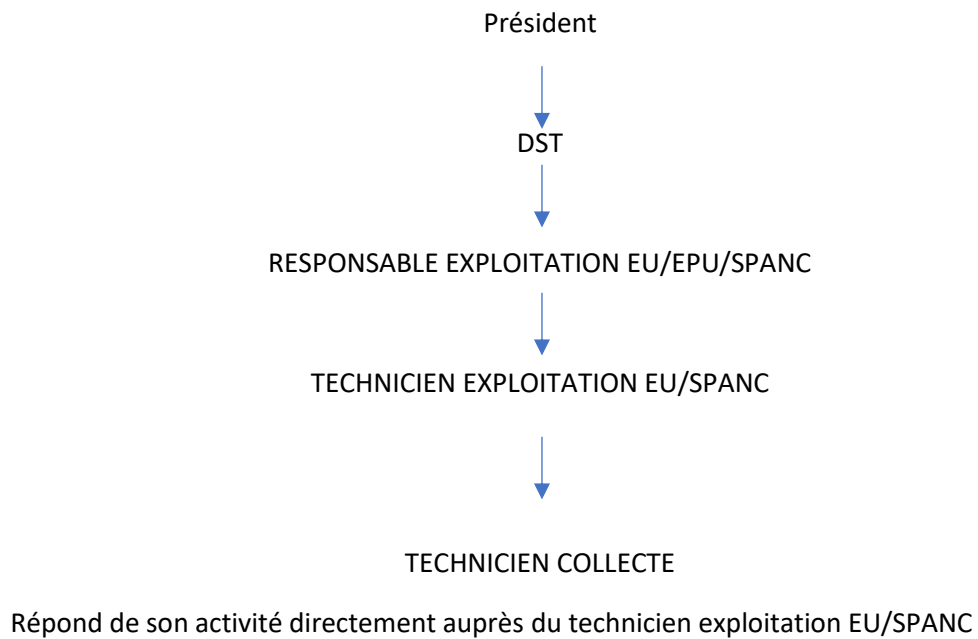 Président
DST
RESPONSABLE EXPLOITATION EU/EPU/SPANC
TECHNICIEN EXPLOITATION EU/SPANC
TECHNICIEN COLLECTE
Répond de son activité directement auprès du technicien exploitation EU/SPANC